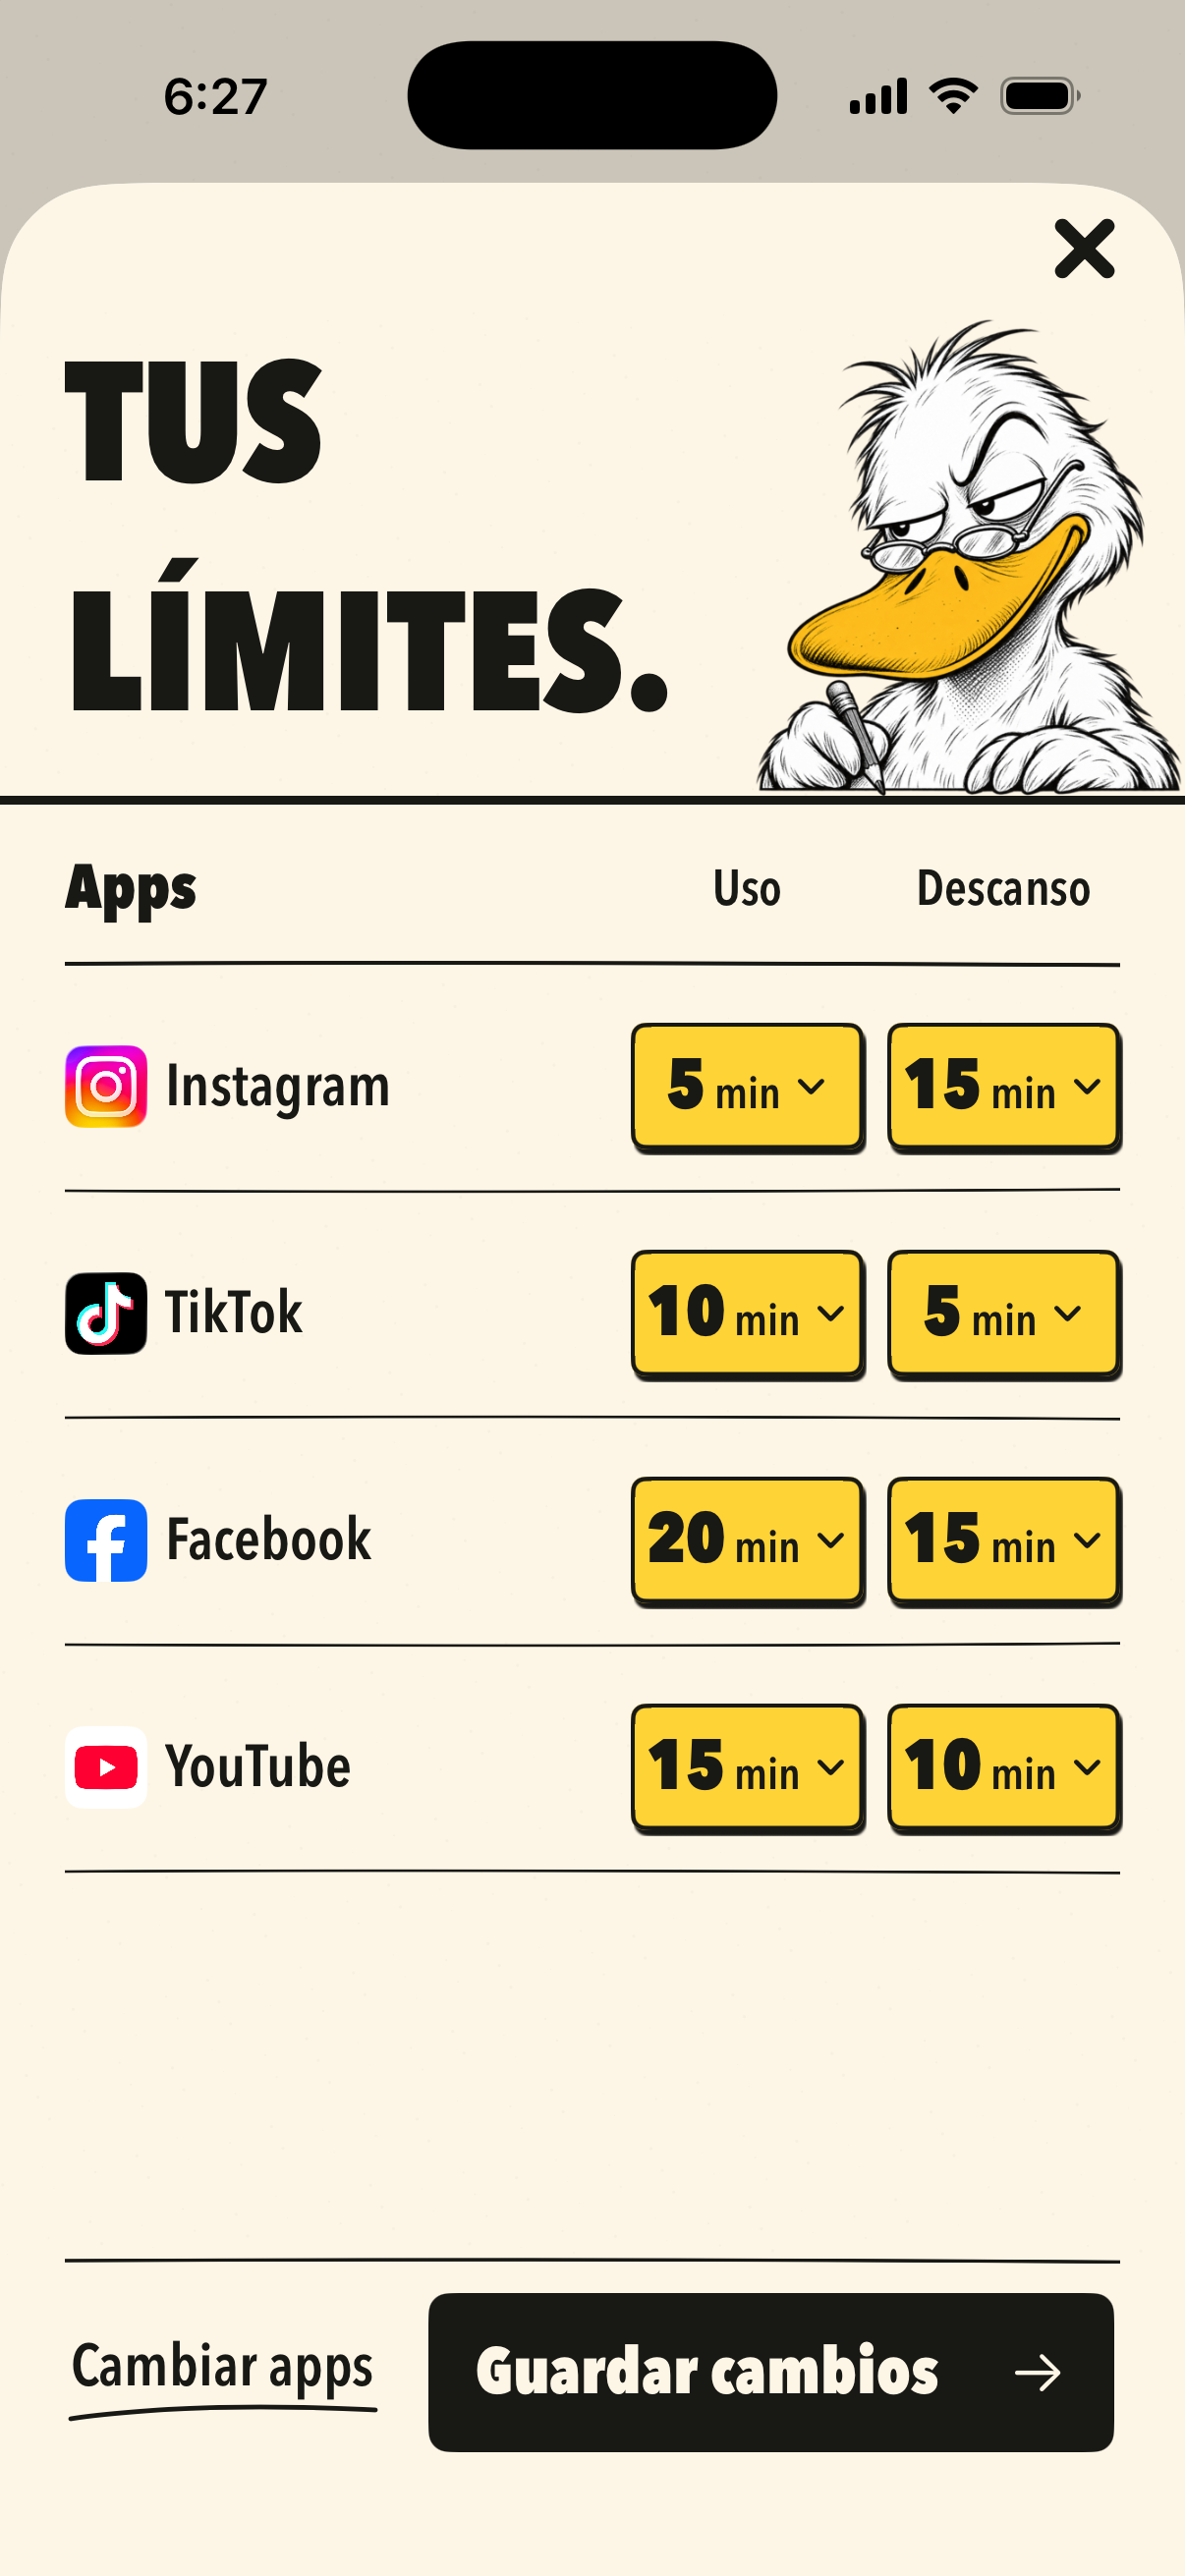 6:27
TUS
LÍMITES.
Apps Uso Descanso
Instagram 5 min 15 min
TikTok 10 min 5 min
Facebook 20 min 15 min
YouTube 15 min 10 min
Cambiar apps Guardar cambios →